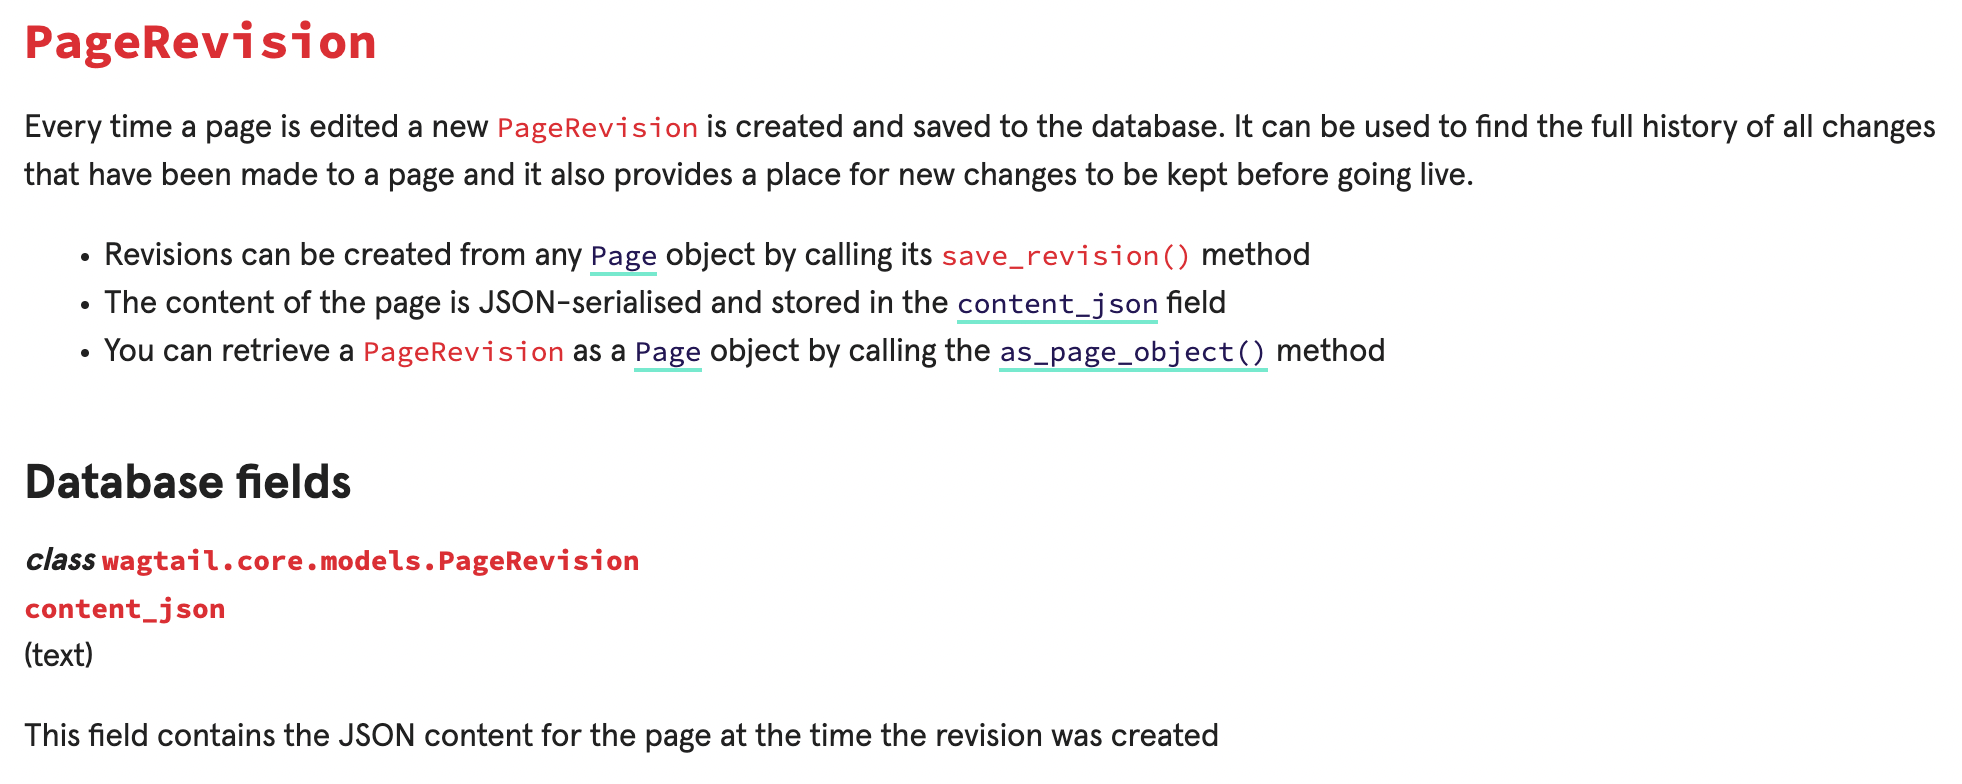 PageRevision
Every time a page is edited a new PageRevision is created and saved to the database. It can be used to find the full history of all changes
that have been made to a page and it also provides a place for new changes to be kept before going live.
• Revisions can be created from any Page object by calling its save_revision() method
• The content of the page is JSON-serialised and stored in the content_json field
• You can retrieve a PageRevision as a Page object by calling the as_page_object() method
Database fields
class wagtail.core.models.PageRevision
content_json
(text)
This field contains the JSON content for the page at the time the revision was created